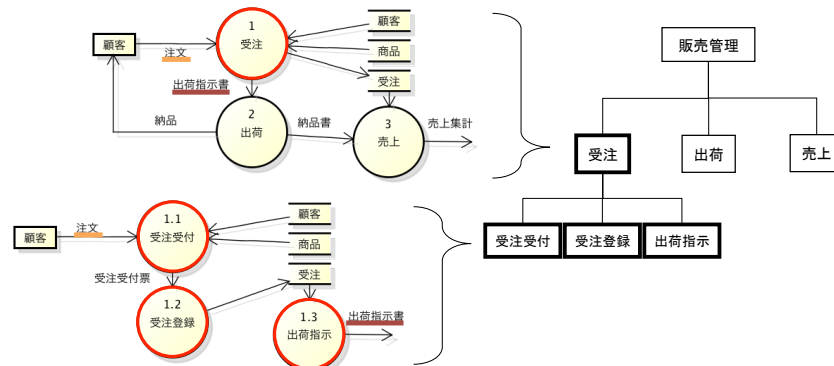 顧客
注文
1
受注
顧客
商品
受注
出荷指示書
納品
2
出荷
納品書
3
売上
売上集計
販売管理
受注
出荷
売上
受注受付
受注登録
出荷指示
顧客
注文
1.1
受注受付
顧客
商品
受注
受注受付票
1.2
受注登録
1.3
出荷指示
出荷指示書